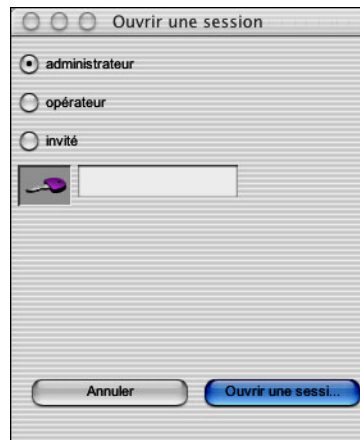 Ouvrir une session
administrateur
opérateur
invité
Annuler
Ouvrir une sessi...